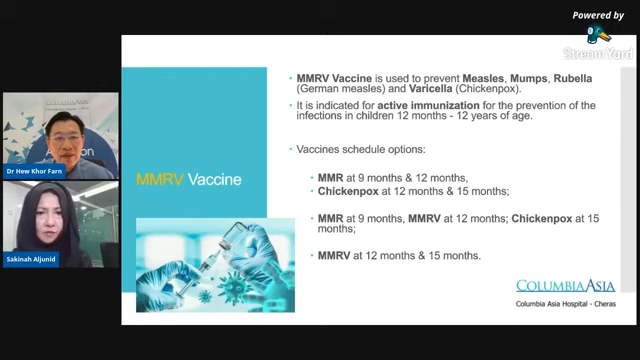 Powered by
StreamYard
MMRV Vaccine is used to prevent Measles, Mumps, Rubella
(German measles) and Varicella (Chickenpox).
It is indicated for active immunization for the prevention of the
infections in children 12 months - 12 years of age.
Vaccines schedule options:
MMR at 9 months & 12 months,
Chickenpox at 12 months & 15 months;
MMR at 9 months, MMRV at 12 months; Chickenpox at 15
months;
MMRV at 12 months & 15 months.
MMRV Vaccine
Dr Hew Khor Farn
Sakinah Aljunid
COLUMBIA ASIA
Columbia Asia Hospital - Cheras